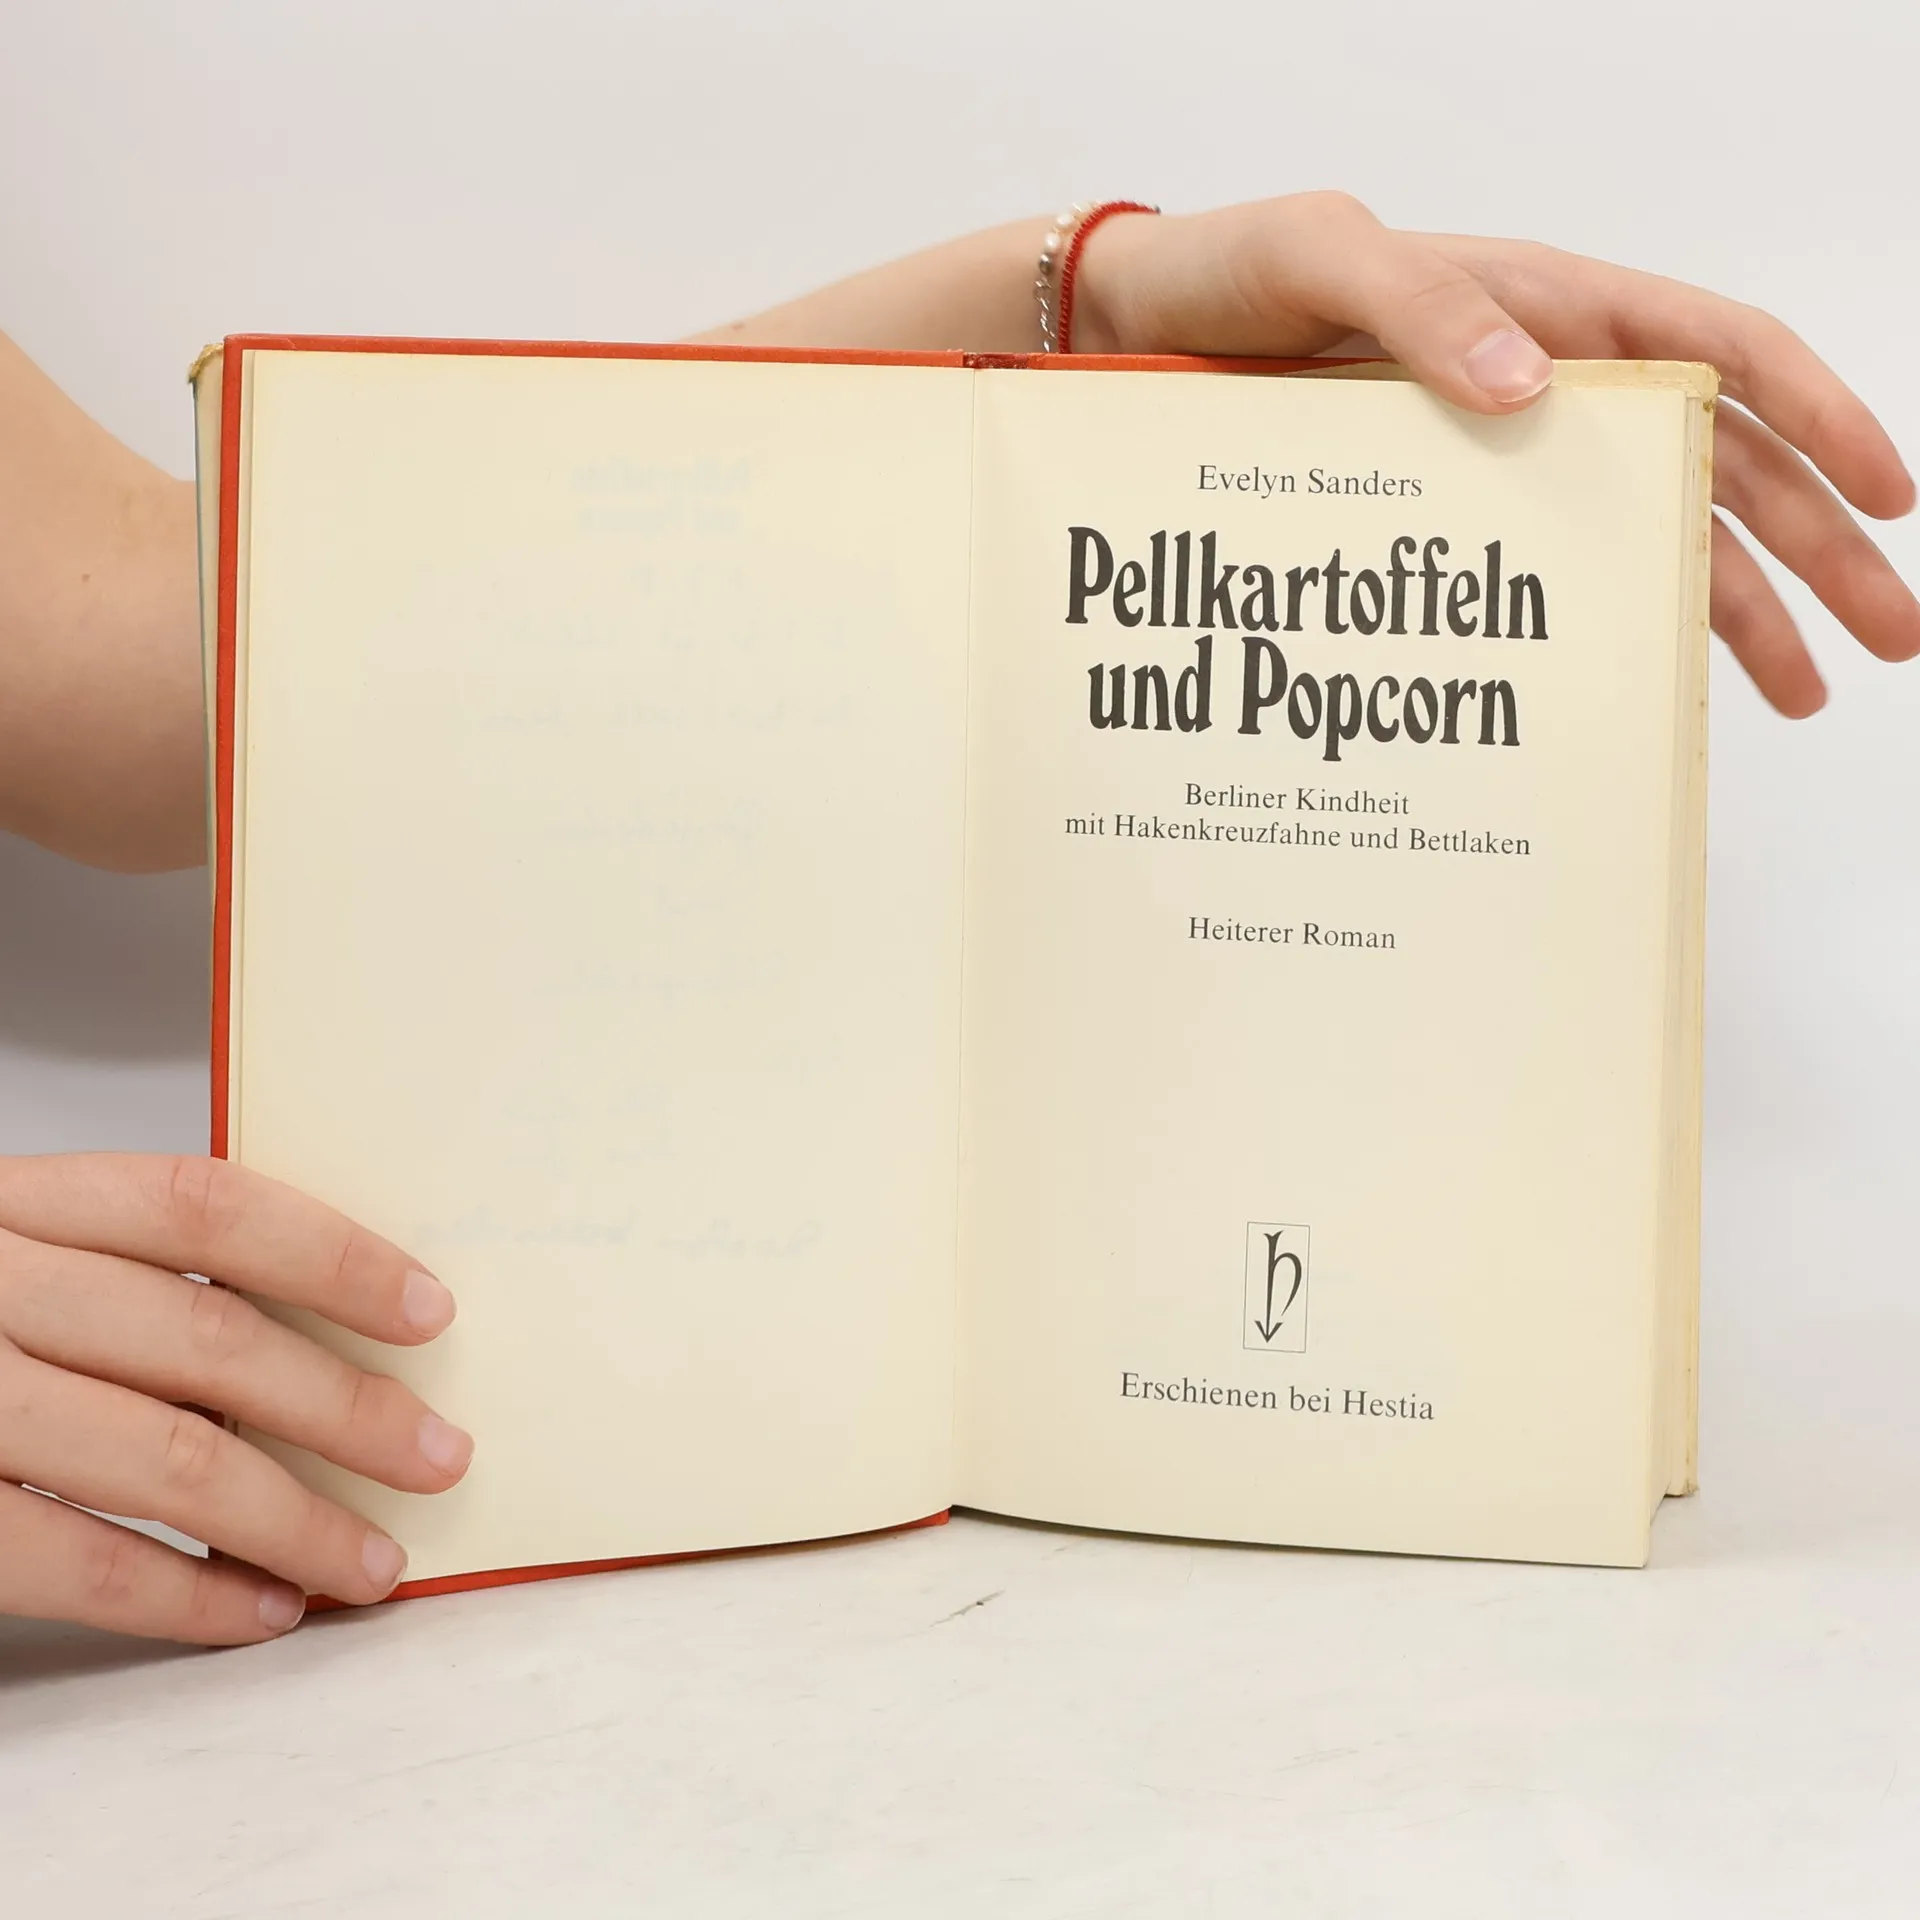 Evelyn Sanders
Pellkartoffeln
und Popcorn
Berliner Kindheit
mit Hakenkreuzfahne und Bettlaken
Heiterer Roman
h
Erschienen bei Hestia